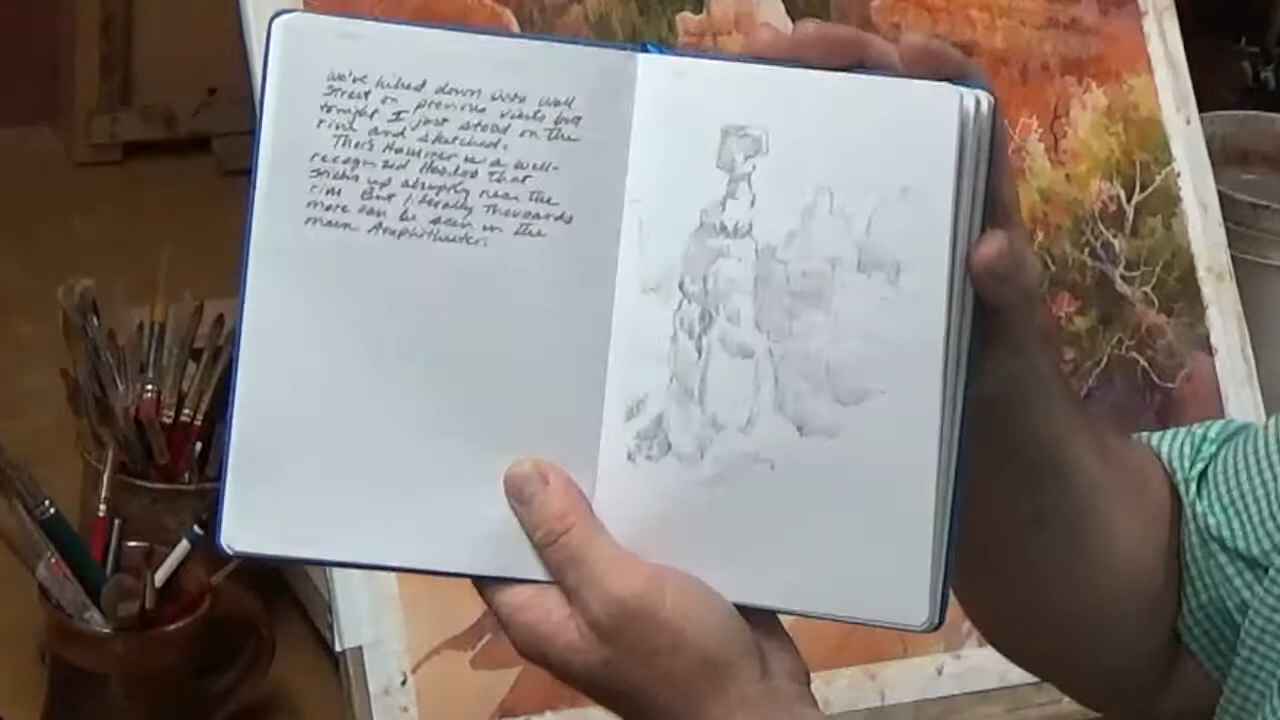 We've hiked down into Wall
Street on previous visits but
tonight I just stood on the
rim and sketched.
Thor's Hammer is a well-
recognized Hoodoo that
sticks up abruptly near the
rim. But literally thousands
more can be seen in the
main Amphitheater.